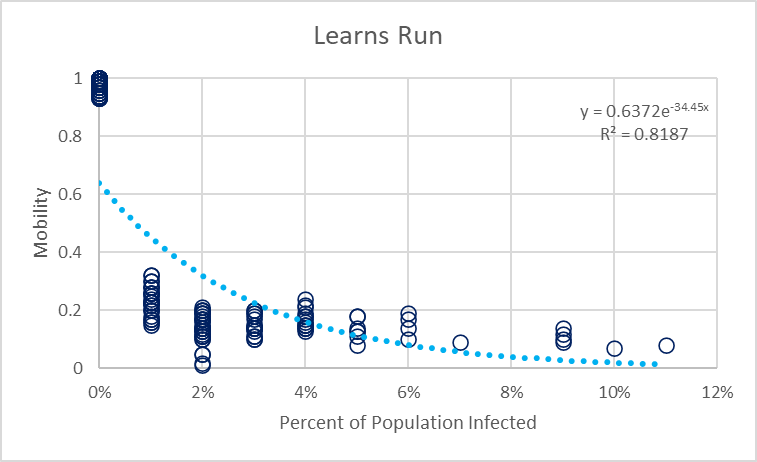 Learns Run
y = 0.6372e^-34.45x
R² = 0.8187
Mobility
1
0.8
0.6
0.4
0.2
0
0% 2% 4% 6% 8% 10% 12%
Percent of Population Infected